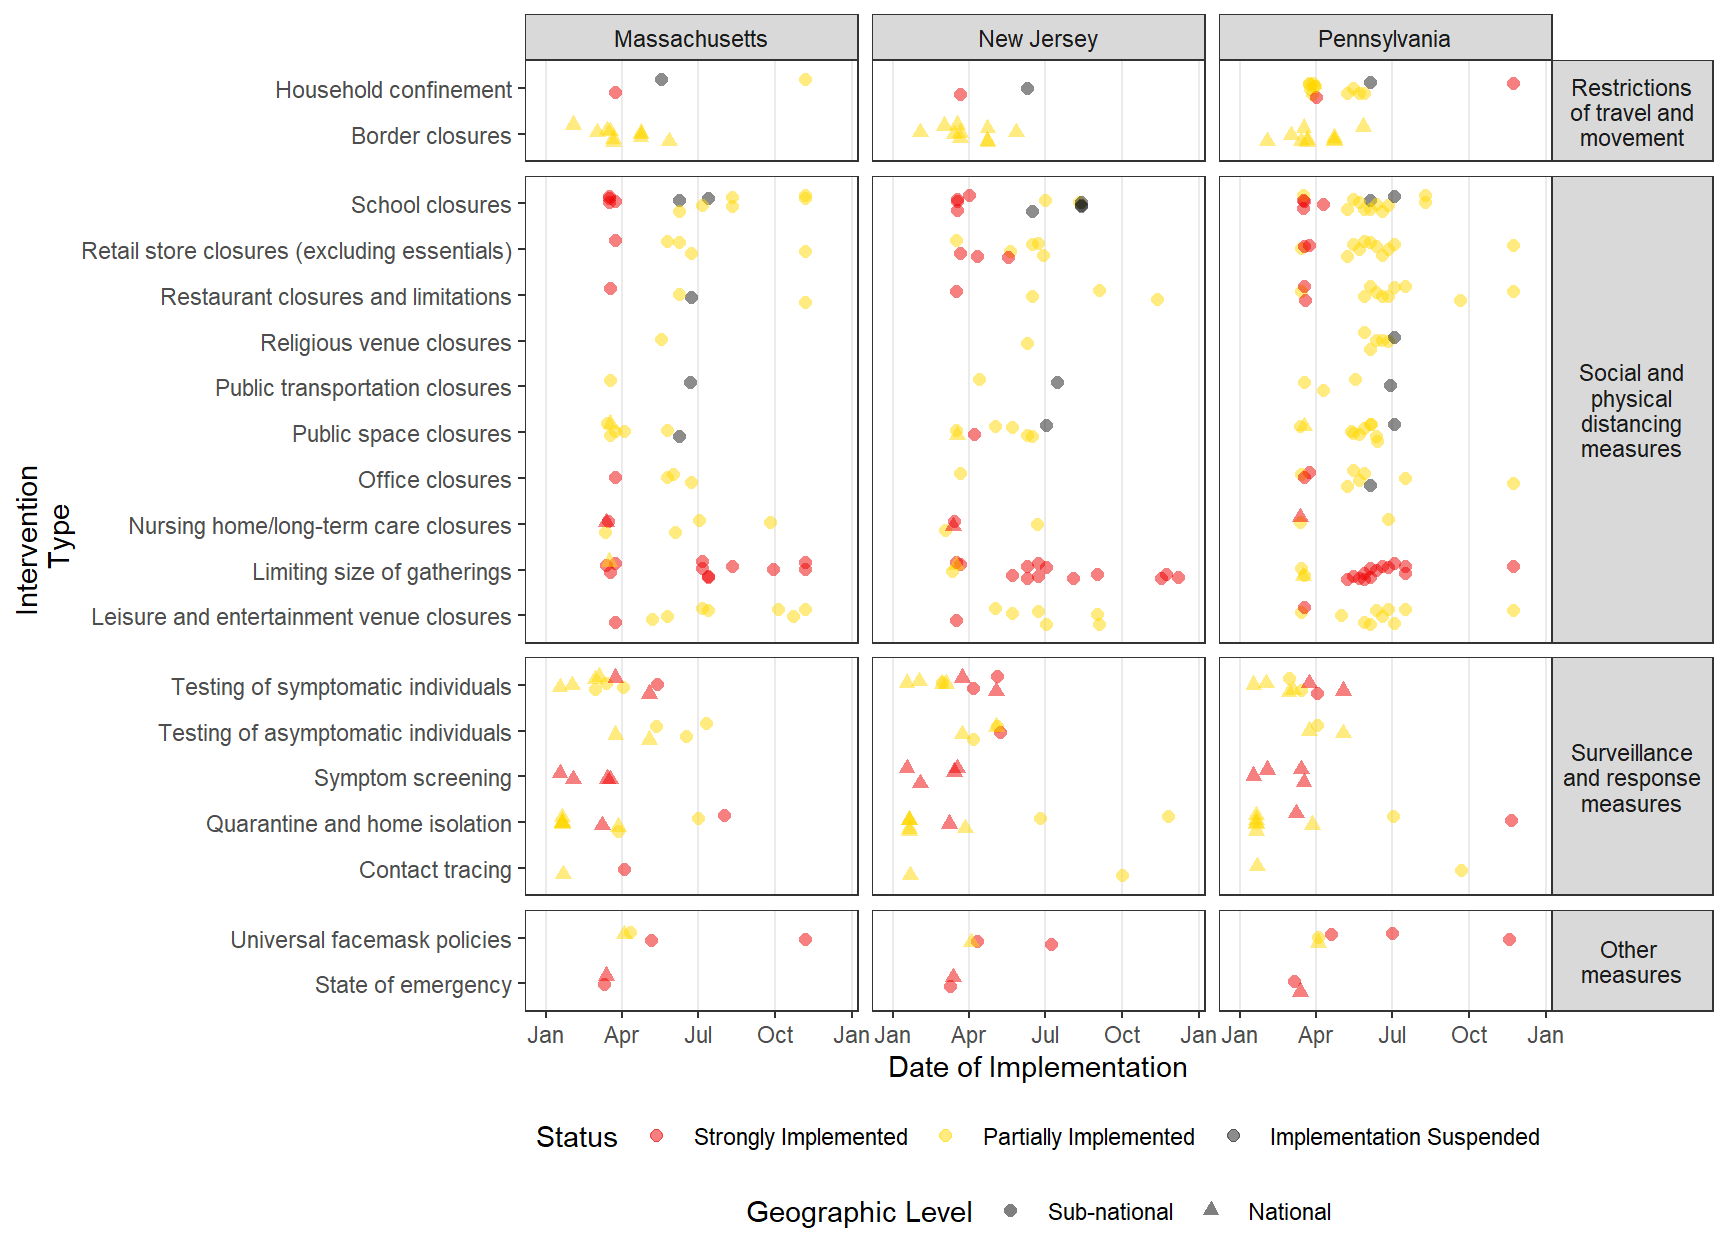 Massachusetts
New Jersey
Pennsylvania
Household confinement
Border closures
Restrictions
of travel and
movement
School closures
Retail store closures (excluding essentials)
Restaurant closures and limitations
Religious venue closures
Public transportation closures
Public space closures
Office closures
Nursing home/long-term care closures
Limiting size of gatherings
Leisure and entertainment venue closures
Social and
physical
distancing
measures
Testing of symptomatic individuals
Testing of asymptomatic individuals
Symptom screening
Quarantine and home isolation
Contact tracing
Surveillance
and response
measures
Universal facemask policies
State of emergency
Other
measures
Intervention
Type
Jan Apr Jul Oct Jan
Jan Apr Jul Oct Jan
Jan Apr Jul Oct Jan
Date of Implementation
Status Strongly Implemented Partially Implemented Implementation Suspended
Geographic Level Sub-national National